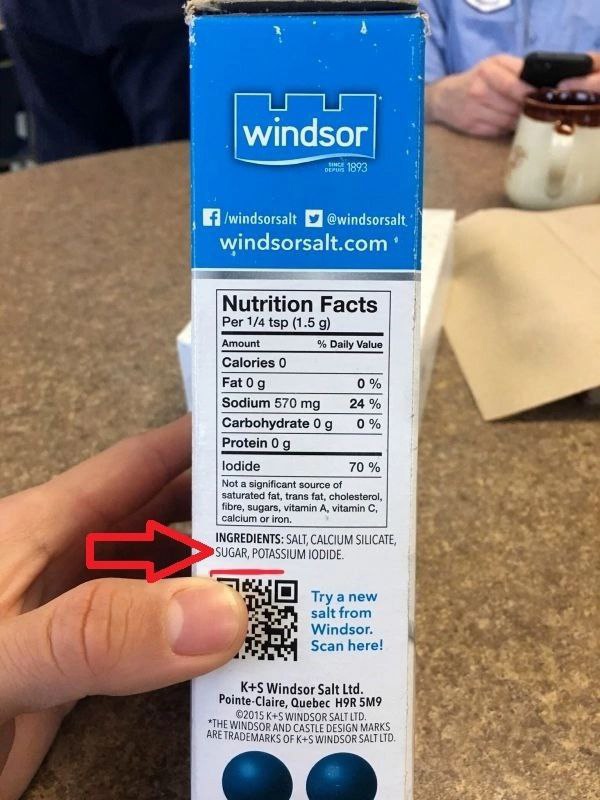 windsor
SINCE
DEPUIS 1893
/windsorsalt @windsorsalt
windsorsalt.com
Nutrition Facts
Per 1/4 tsp (1.5 g)
Amount % Daily Value
Calories 0
Fat 0 g 0 %
Sodium 570 mg 24 %
Carbohydrate 0 g 0 %
Protein 0 g
Iodide 70 %
Not a significant source of
saturated fat, trans fat, cholesterol,
fibre, sugars, vitamin A, vitamin C,
calcium or iron.
INGREDIENTS: SALT, CALCIUM SILICATE,
SUGAR, POTASSIUM IODIDE.
Try a new
salt from
Windsor.
Scan here!
K+S Windsor Salt Ltd.
Pointe-Claire, Quebec H9R 5M9
©2015 K+S WINDSOR SALT LTD.
*THE WINDSOR AND CASTLE DESIGN MARKS
ARE TRADEMARKS OF K+S WINDSOR SALT LTD.